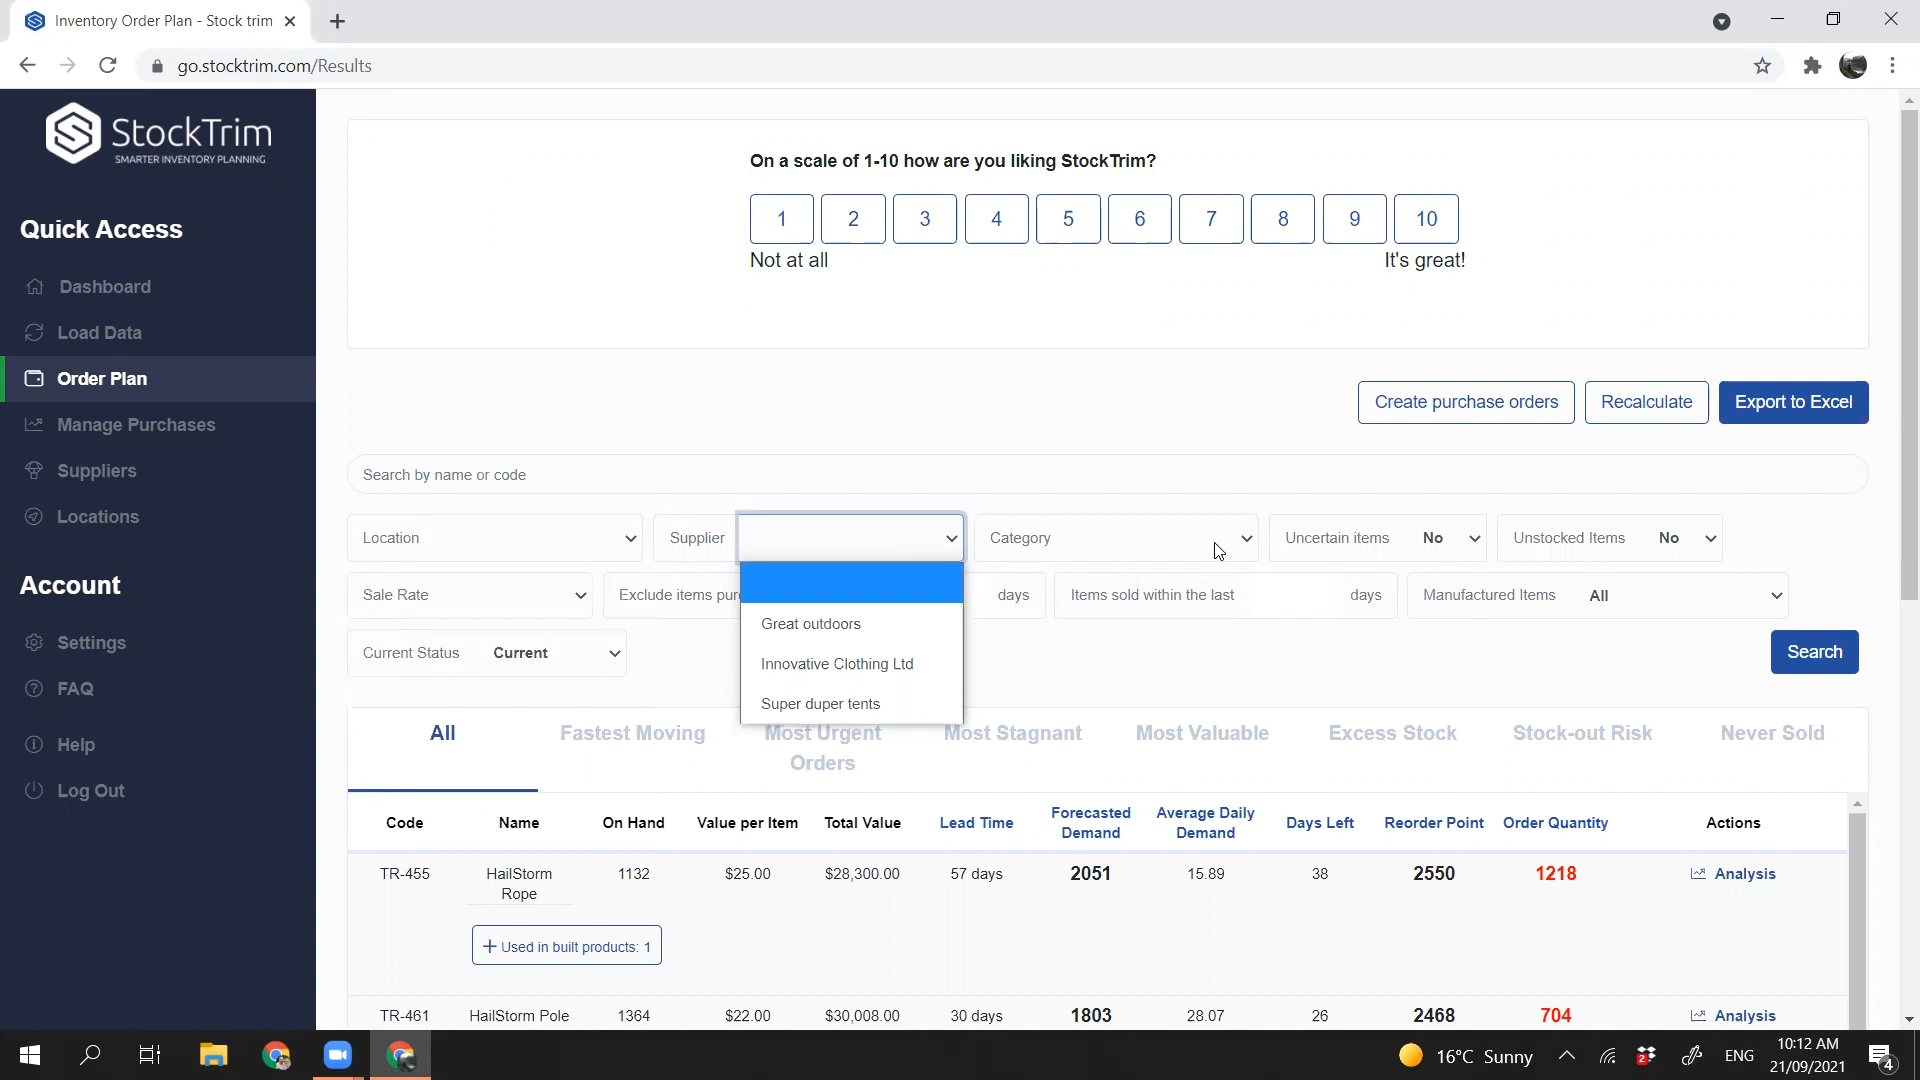 Inventory Order Plan - Stock trim
go.stocktrim.com/Results
StockTrim
SMARTER INVENTORY PLANNING
Quick Access
Dashboard
Load Data
Order Plan
Manage Purchases
Suppliers
Locations
Account
Settings
FAQ
Help
Log Out
On a scale of 1-10 how are you liking StockTrim?
1 2 3 4 5 6 7 8 9 10
Not at all It's great!
Create purchase orders Recalculate Export to Excel
Search by name or code
Location Supplier Category Uncertain items No Unstocked Items No
Sale Rate Exclude items pur days Items sold within the last days Manufactured Items All
Current Status Current Search
Great outdoors
Innovative Clothing Ltd
Super duper tents
All Fastest Moving Most Urgent Orders Most Stagnant Most Valuable Excess Stock Stock-out Risk Never Sold
Code Name On Hand Value per Item Total Value Lead Time Forecasted Demand Average Daily Demand Days Left Reorder Point Order Quantity Actions
TR-455 HailStorm Rope 1132 $25.00 $28,300.00 57 days 2051 15.89 38 2550 1218 Analysis
+ Used in built products: 1
TR-461 HailStorm Pole 1364 $22.00 $30,008.00 30 days 1803 28.07 26 2468 704 Analysis
16°C Sunny ENG 10:12 AM
21/09/2021
2
4